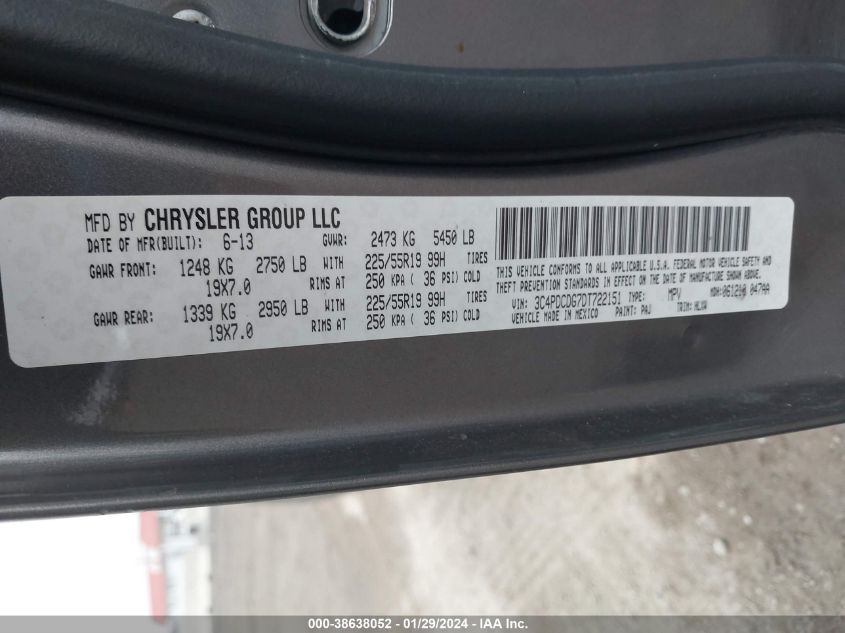 MFD BY CHRYSLER GROUP LLC
DATE OF MFR(BUILT): 6-13 GVWR: 2473 KG 5450 LB
GAWR FRONT: 1248 KG 2750 LB WITH 225/55R19 99H TIRES
19X7.0 RIMS AT 250 KPA ( 36 PSI) COLD
GAWR REAR: 1339 KG 2950 LB WITH 225/55R19 99H TIRES
19X7.0 RIMS AT 250 KPA ( 36 PSI) COLD
THIS VEHICLE CONFORMS TO ALL APPLICABLE U.S.A. FEDERAL MOTOR VEHICLE SAFETY AND
THEFT PREVENTION STANDARDS IN EFFECT ON THE DATE OF MANUFACTURE SHOWN ABOVE.
VIN: 3C4PDCDG7DT722151 TYPE: MPV MDH: 047AA
VEHICLE MADE IN MEXICO PAINT: PAJ TRIM:
000-38638052 - 01/29/2024 - IAA Inc.